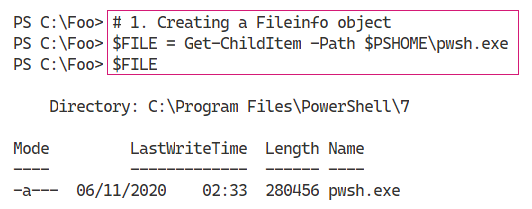 PS C:\Foo> # 1. Creating a Fileinfo object
PS C:\Foo> $FILE = Get-ChildItem -Path $PSHOME\pwsh.exe
PS C:\Foo> $FILE
    Directory: C:\Program Files\PowerShell\7
Mode         LastWriteTime  Length Name
----         -------------  ------ ----
-a---  06/11/2020    02:33  280456 pwsh.exe